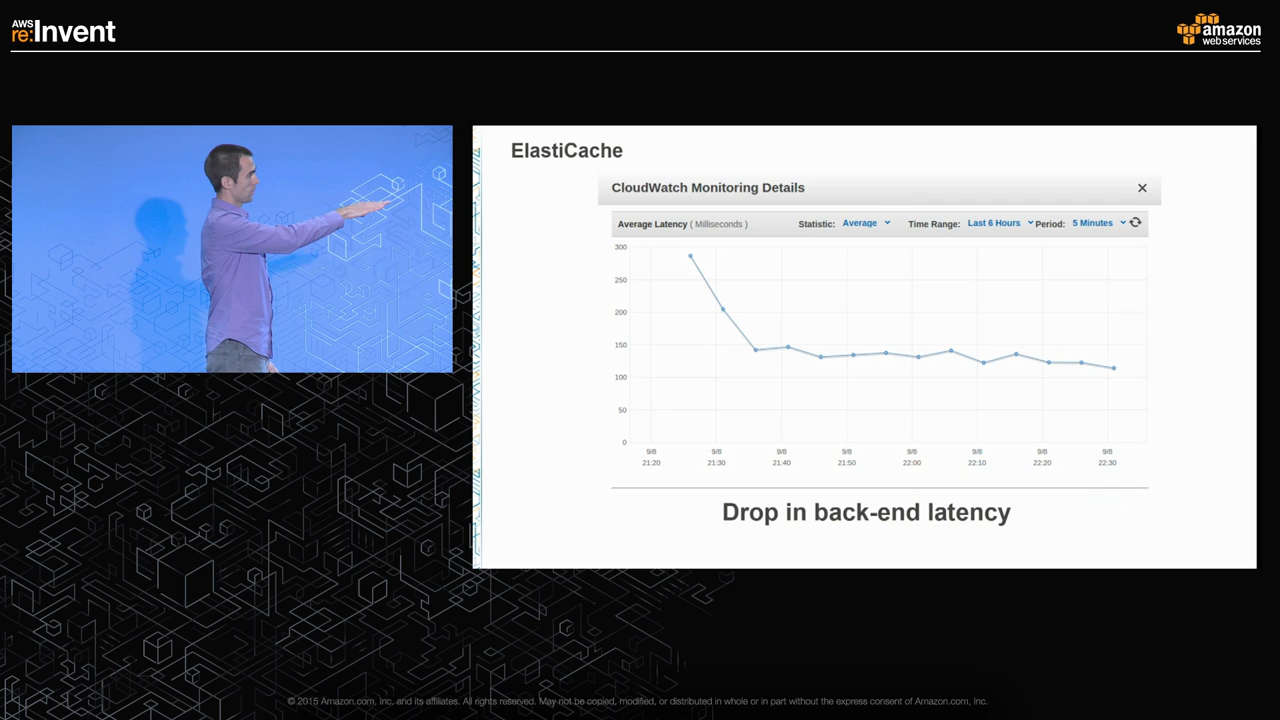 AWS
re:Invent
amazon
web services
ElastiCache
CloudWatch Monitoring Details
Average Latency ( Milliseconds ) Statistic: Average Time Range: Last 6 Hours Period: 5 Minutes
300
250
200
150
100
50
0
9/8 9/8 9/8 9/8 9/8 9/8 9/8 9/8
21:20 21:30 21:40 21:50 22:00 22:10 22:20 22:30
Drop in back-end latency
© 2015 Amazon.com, Inc. and its affiliates. All rights reserved. May not be copied, modified, or distributed in whole or in part without the express consent of Amazon.com, Inc.